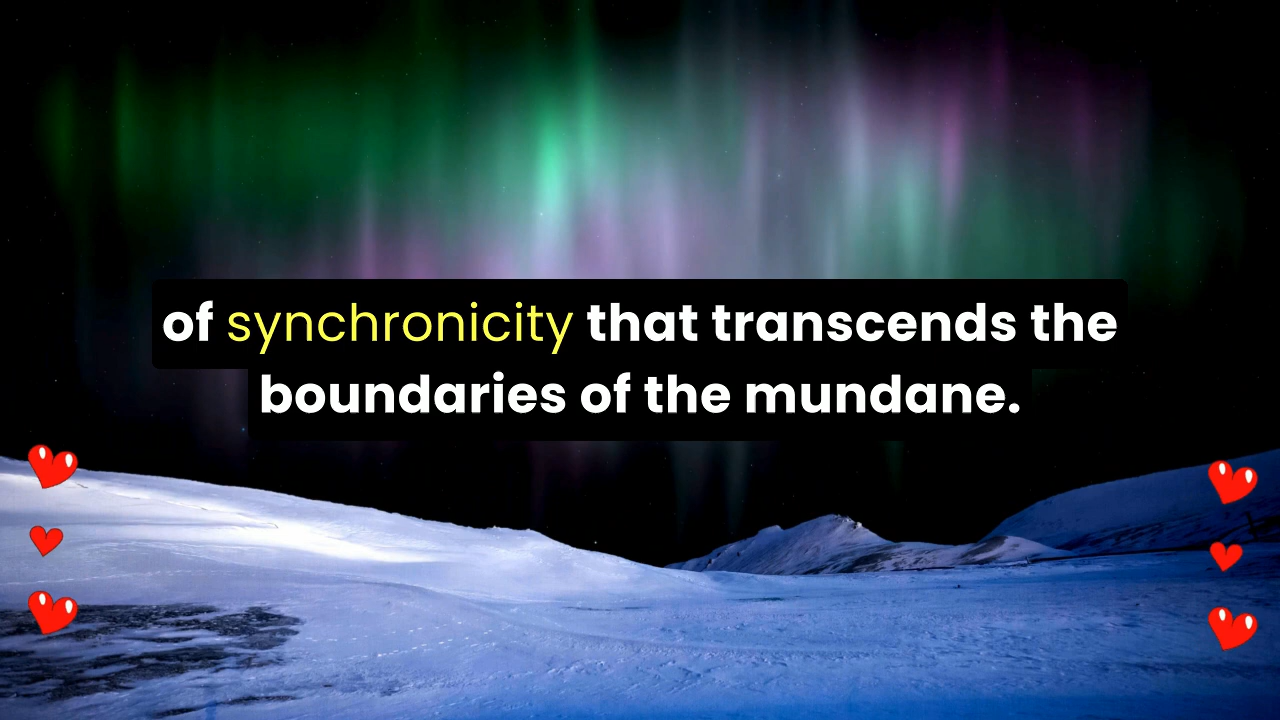 of synchronicity that transcends the
boundaries of the mundane.